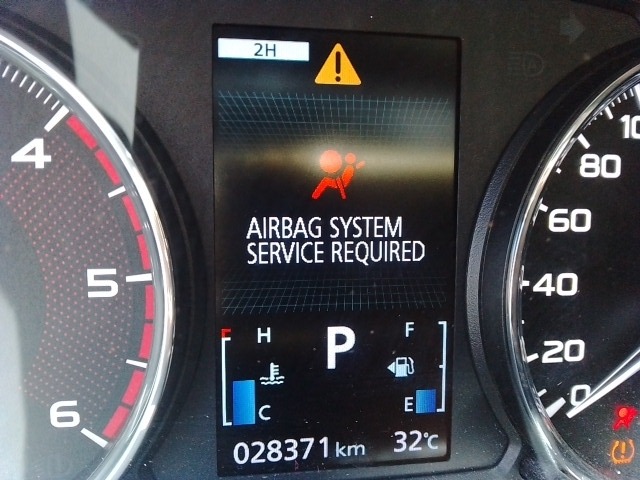 2H
AIRBAG SYSTEM
SERVICE REQUIRED
H
P
F
C
E
028371 km
32°C
4
5
6
100
80
60
40
20
0